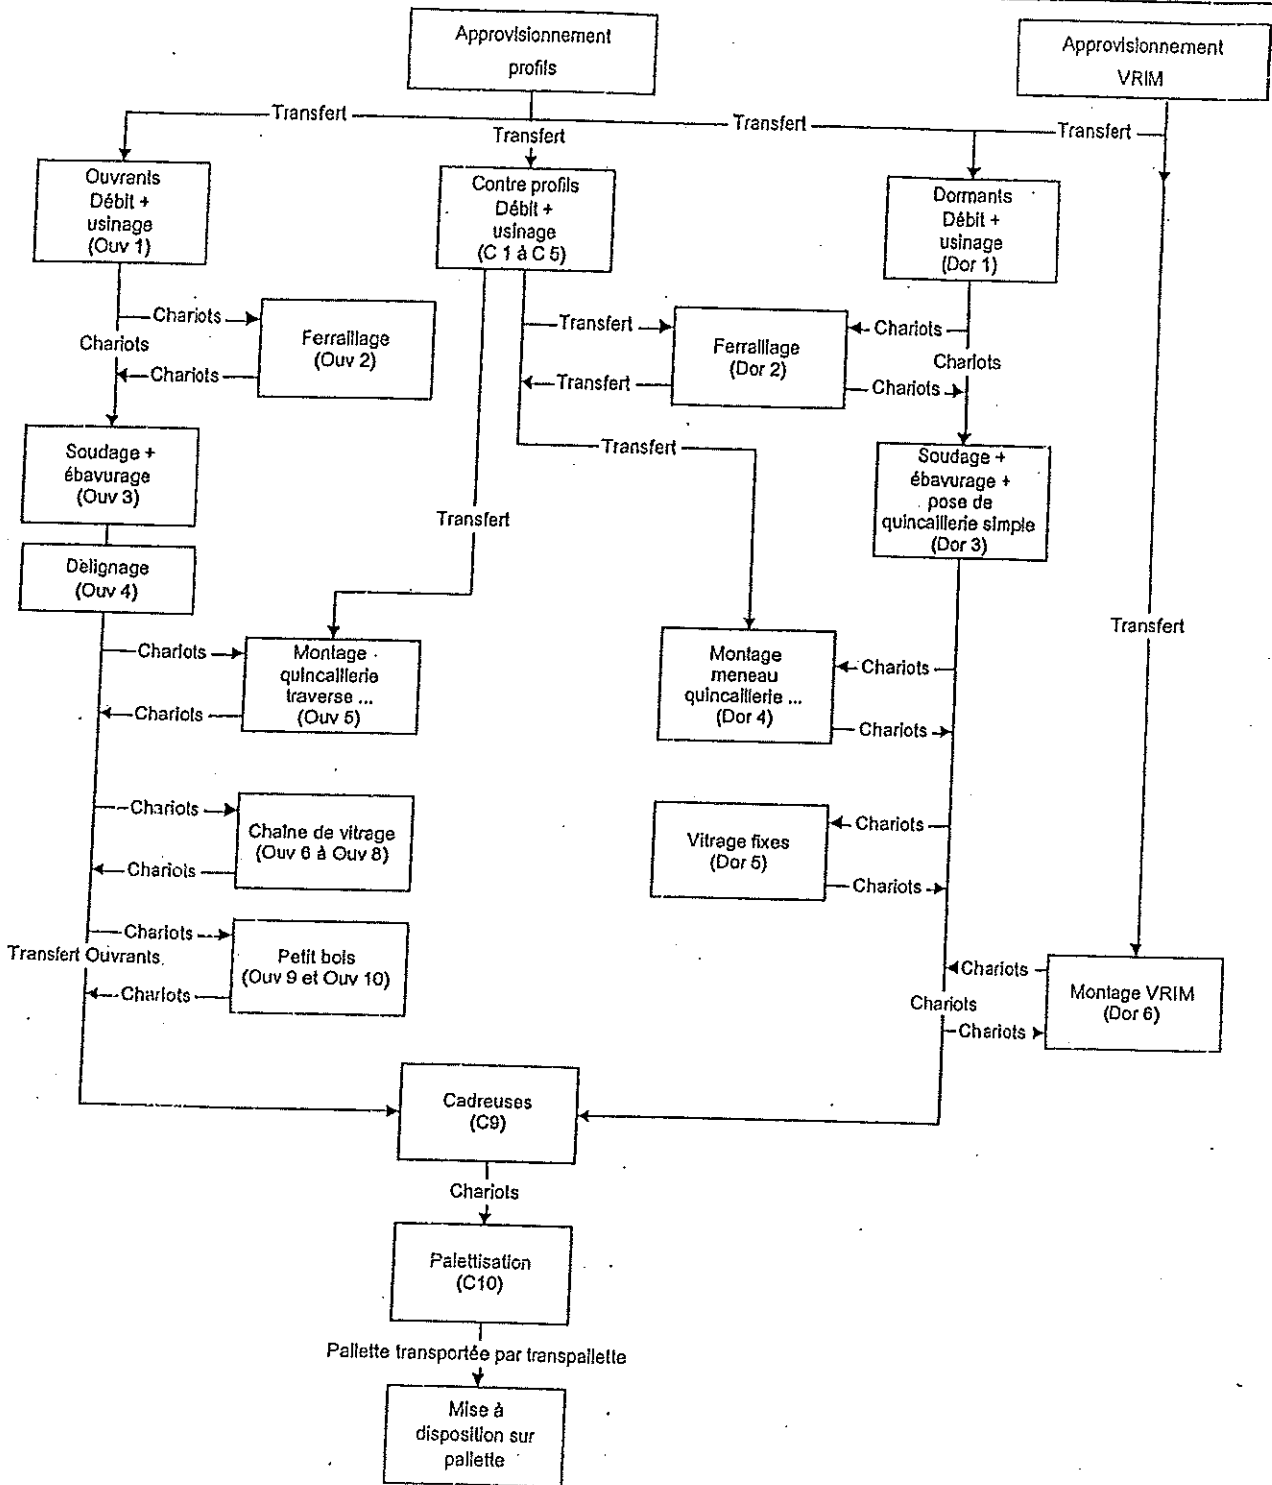 Approvisionnement
profils
Approvisionnement
VRIM
Transfert
Transfert
Transfert
Transfert
Ouvrants
Débit +
usinage
(Ouv 1)
Contre profils
Débit +
usinage
(C 1 à C 5)
Dormants
Débit +
usinage
(Dor 1)
Chariots
Chariots
Chariots
Ferraillage
(Ouv 2)
Transfert
Transfert
Ferraillage
(Dor 2)
Chariots
Chariots
Chariots
Soudage +
ébavurage
(Ouv 3)
Transfert
Soudage +
ébavurage +
pose de
quincaillerie simple
(Dor 3)
Transfert
Délignage
(Ouv 4)
Transfert
Chariots
Chariots
Montage
quincaillerie
traverse ...
(Ouv 5)
Montage
meneau
quincaillerie ...
(Dor 4)
Chariots
Chariots
Chariots
Chariots
Chaîne de vitrage
(Ouv 6 à Ouv 8)
Vitrage fixes
(Dor 5)
Chariots
Chariots
Chariots
Transfert Ouvrants
Chariots
Petit bois
(Ouv 9 et Ouv 10)
Chariots
Chariots
Chariots
Montage VRIM
(Dor 6)
Cadreuses
(C9)
Chariots
Palettisation
(C10)
Pallette transportée par transpallette
Mise à
disposition sur
pallette